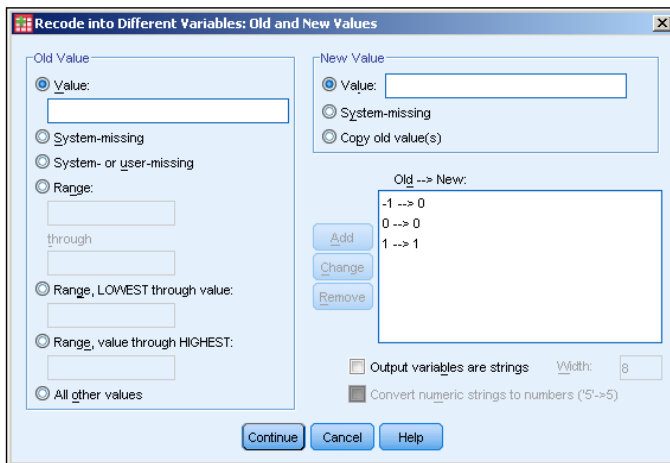 Recode into Different Variables: Old and New Values
Old Value
Value:
System-missing
System- or user-missing
Range:
through
Range, LOWEST through value:
Range, value through HIGHEST:
All other values
New Value
Value:
System-missing
Copy old value(s)
Old --> New:
-1 --> 0
0 --> 0
1 --> 1
Add
Change
Remove
Output variables are strings
Width:
8
Convert numeric strings to numbers ('5'->5)
Continue
Cancel
Help